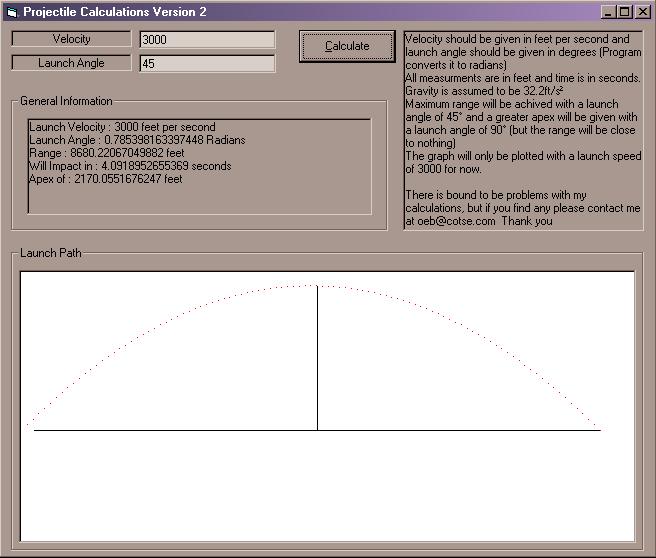 Projectile Calculations Version 2
Velocity
3000
Launch Angle
45
Calculate
Velocity should be given in feet per second and
launch angle should be given in degrees (Program
converts it to radians)
All measurments are in feet and time is in seconds.
Gravity is assumed to be 32.2ft/s²
Maximum range will be achived with a launch
angle of 45° and a greater apex will be given with
a launch angle of 90° (but the range will be close
to nothing)
The graph will only be plotted with a launch speed
of 3000 for now.
There is bound to be problems with my
calculations, but if you find any please contact me
at oeb@cotse.com  Thank you
General Information
Launch Velocity : 3000 feet per second
Launch Angle : 0.785398163397448 Radians
Range : 8680.22067049882 feet
Will Impact in : 4.0918952655369 seconds
Apex of : 2170.0551676247 feet
Launch Path